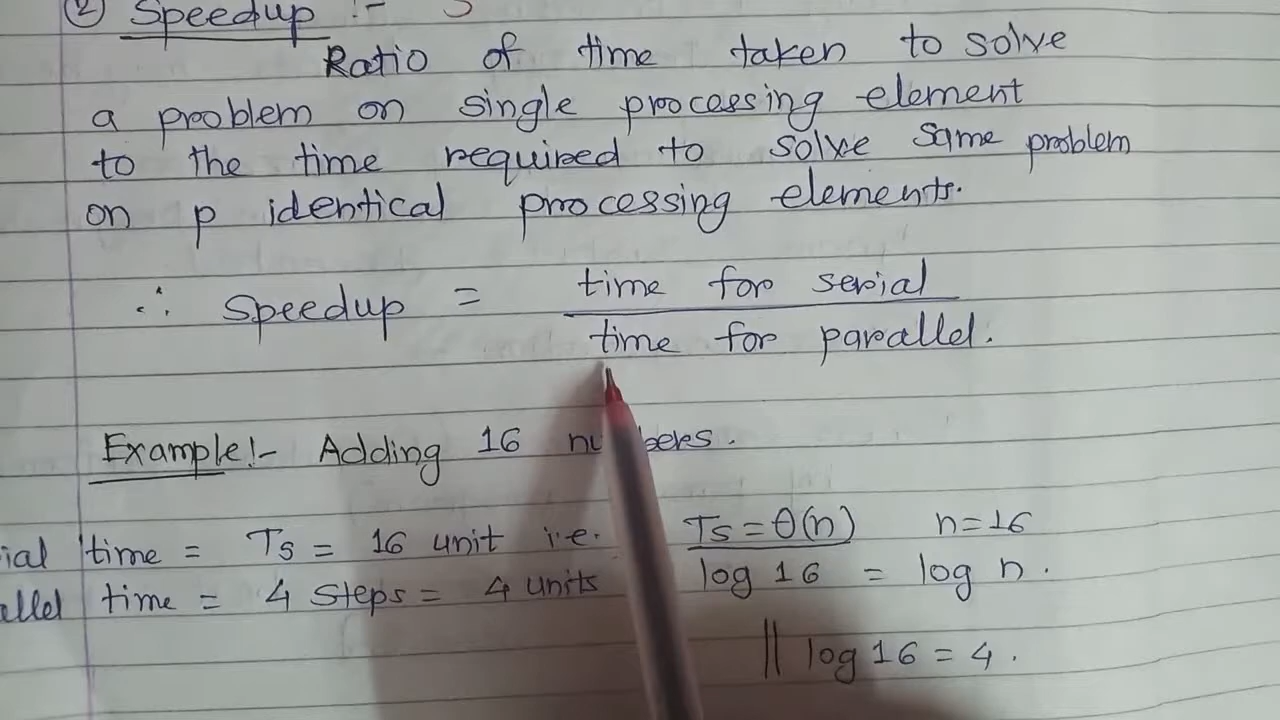 ② Speedup :- S
Ratio of time taken to solve
a problem on single processing element
to the time required to solve same problem
on p identical processing elements.
∴ Speedup = time for serial
time for parallel.
Example:- Adding 16 numbers.
ial time = Ts = 16 unit i.e. Ts = θ(n) n=16
allel time = 4 steps = 4 units log 16 = log n.
|| log 16 = 4.